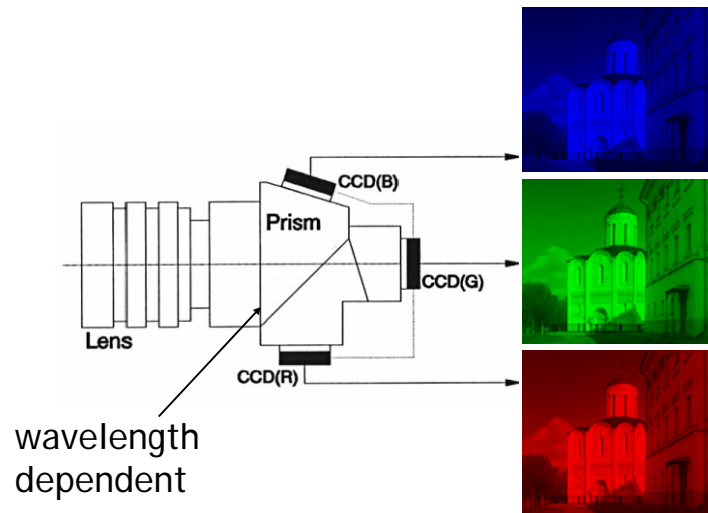 CCD(B)
Prism
CCD(G)
Lens
CCD(R)
wavelength
dependent